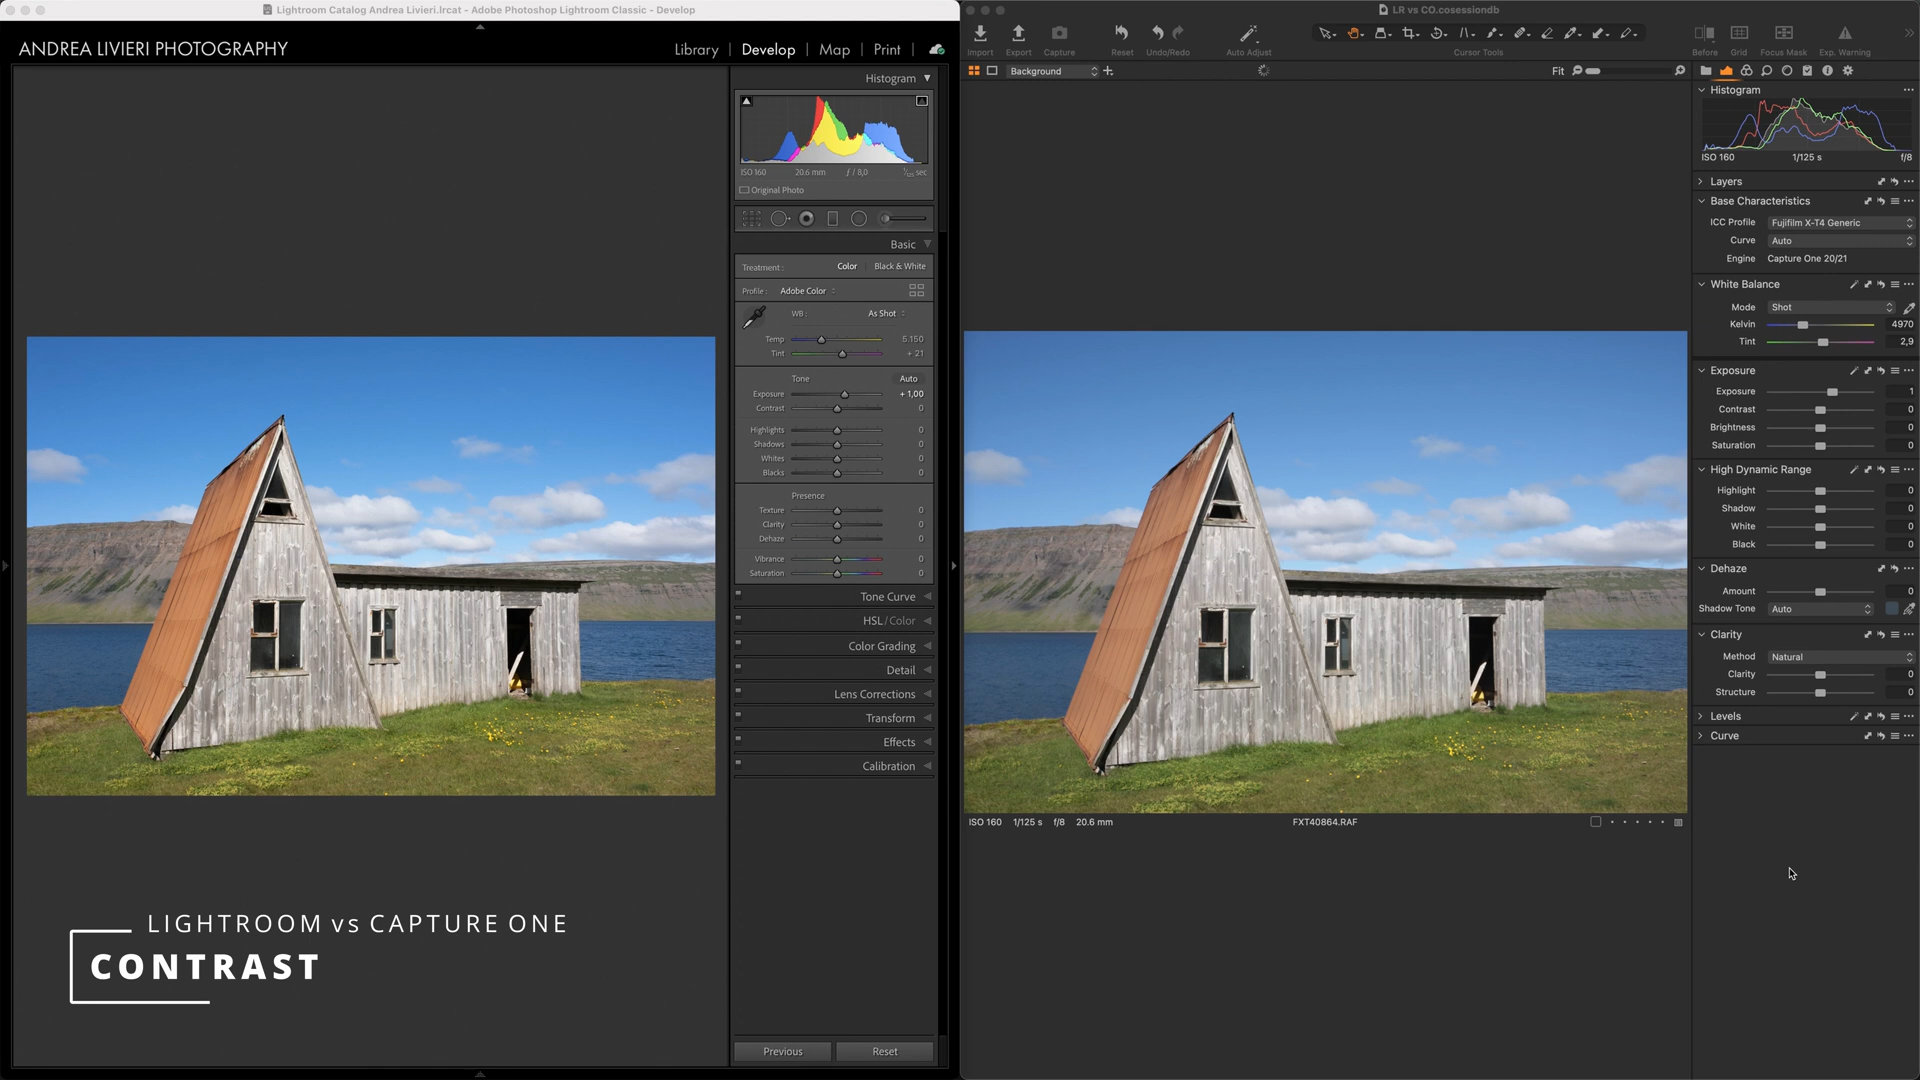 Lightroom Catalog Andrea Livieri.lrcat - Adobe Photoshop Lightroom Classic - Develop
ANDREA LIVIERI PHOTOGRAPHY
Library | Develop | Map | Print |
Histogram
ISO 160 20.6 mm ƒ / 8,0 sec
Original Photo
Basic
Treatment : Color Black & White
Profile : Adobe Color
WB : As Shot
Temp 5.150
Tint + 21
Tone Auto
Exposure + 1,00
Contrast 0
Highlights 0
Shadows 0
Whites 0
Blacks 0
Presence
Texture 0
Clarity 0
Dehaze 0
Vibrance 0
Saturation 0
Tone Curve
HSL / Color
Color Grading
Detail
Lens Corrections
Transform
Effects
Calibration
Previous Reset
LIGHTROOM vs CAPTURE ONE
CONTRAST
LR vs CO.cosessiondb
Import Export Capture Reset Undo/Redo Auto Adjust Cursor Tools Before Grid Focus Mask Exp. Warning
Background Fit
ISO 160 1/125 s f/8 20.6 mm FXT40864.RAF
Histogram
ISO 160 1/125 s f/8
Layers
Base Characteristics
ICC Profile Fujifilm X-T4 Generic
Curve Auto
Engine Capture One 20/21
White Balance
Mode Shot
Kelvin 4970
Tint 2,9
Exposure
Exposure 1
Contrast 0
Brightness 0
Saturation 0
High Dynamic Range
Highlight 0
Shadow 0
White 0
Black 0
Dehaze
Amount 0
Shadow Tone Auto
Clarity
Method Natural
Clarity 0
Structure 0
Levels
Curve